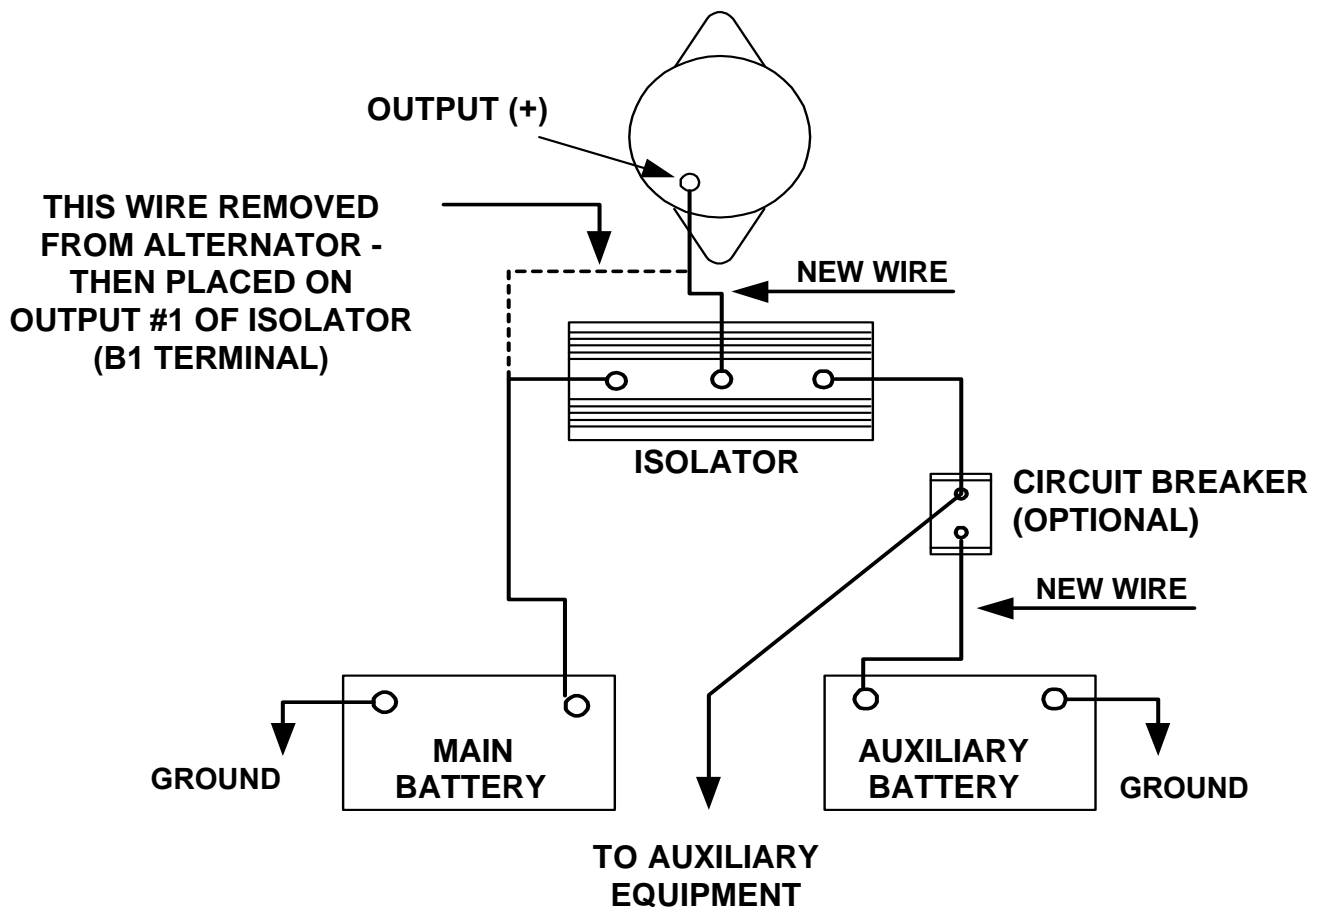 OUTPUT (+)
THIS WIRE REMOVED
FROM ALTERNATOR -
THEN PLACED ON
OUTPUT #1 OF ISOLATOR
(B1 TERMINAL)
NEW WIRE
ISOLATOR
CIRCUIT BREAKER
(OPTIONAL)
NEW WIRE
MAIN
BATTERY
GROUND
AUXILIARY
BATTERY
GROUND
TO AUXILIARY
EQUIPMENT